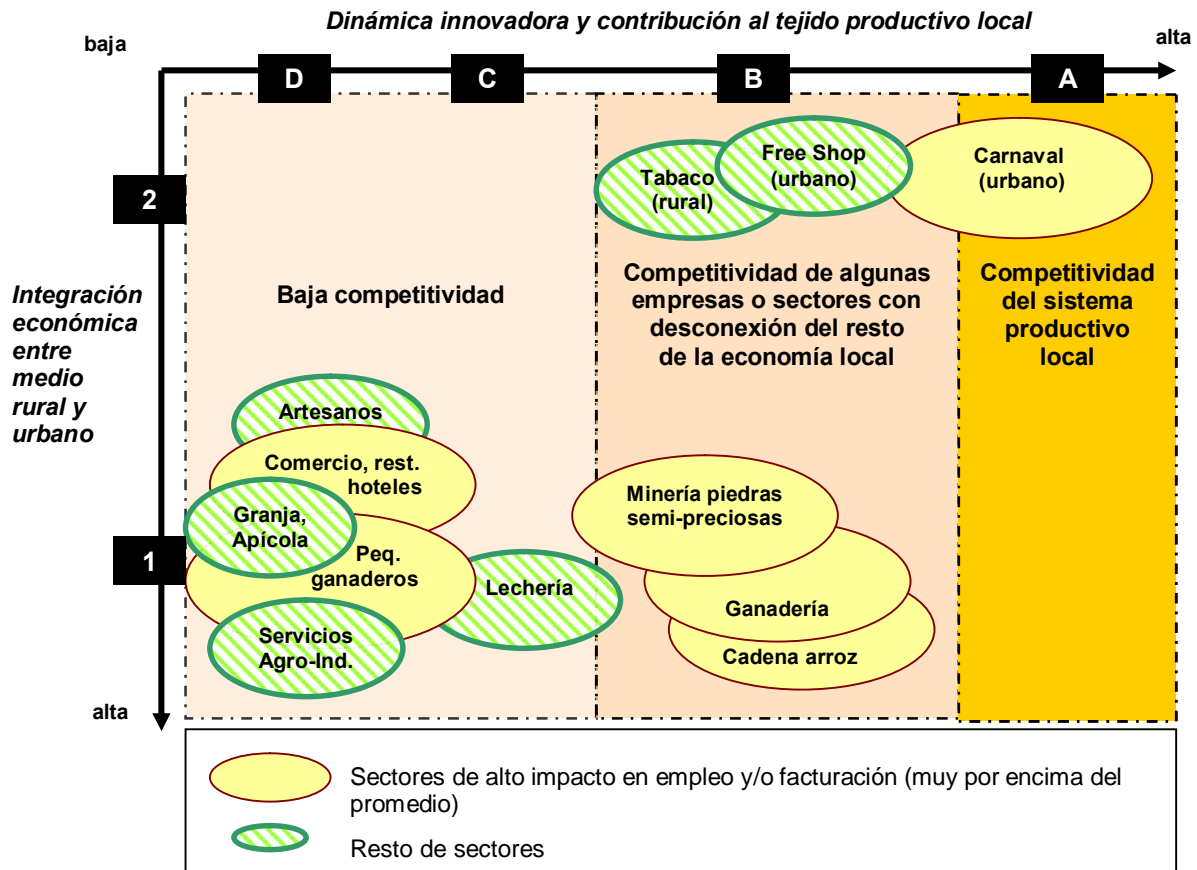 Dinámica innovadora y contribución al tejido productivo local
baja
alta
D
C
B
A
2
Integración
económica
entre
medio
rural y
urbano
1
alta
Tabaco
(rural)
Free Shop
(urbano)
Carnaval
(urbano)
Baja competitividad
Competitividad de algunas
empresas o sectores con
desconexión del resto
de la economía local
Competitividad
del sistema
productivo
local
Artesanos
Comercio, rest.
hoteles
Granja,
Apícola
Peq.
ganaderos
Lechería
Servicios
Agro-Ind.
Minería piedras
semi-preciosas
Ganadería
Cadena arroz
Sectores de alto impacto en empleo y/o facturación (muy por encima del
promedio)
Resto de sectores